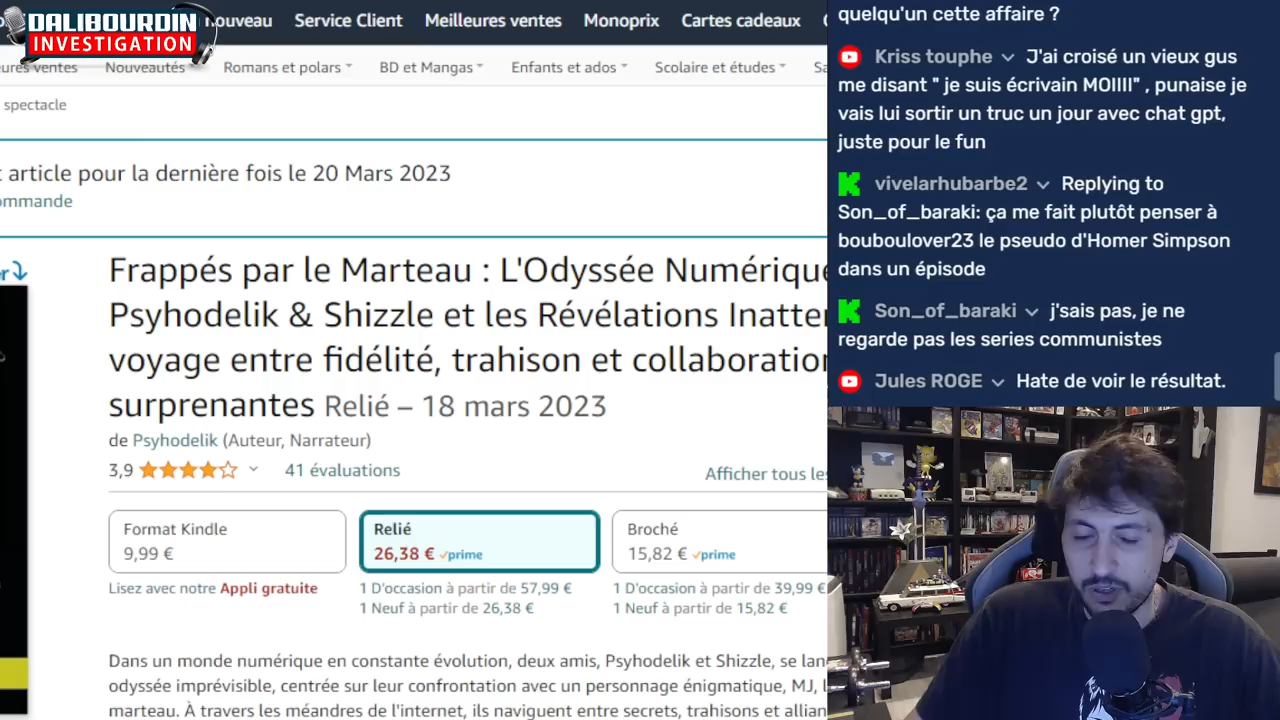 DALIBOURDIN
INVESTIGATION
nouveau Service Client Meilleures ventes Monoprix Cartes cadeaux
ventes Nouveautés Romans et polars BD et Mangas Enfants et ados Scolaire et études
spectacle
article pour la dernière fois le 20 Mars 2023
Frappés par le Marteau : L'Odyssée Numérique
Psyhodelik & Shizzle et les Révélations
voyage entre fidélité, trahison et
surprenantes Relié – 18 mars 2023
de Psyhodelik (Auteur, Narrateur)
3,9 41 évaluations
Afficher tous les
Format Kindle
9,99 €
Lisez avec notre Appli gratuite
Relié
26,38 € prime
1 D'occasion à partir de 57,99 €
1 Neuf à partir de 26,38 €
Broché
15,82 € prime
1 D'occasion à partir de 39,99 €
1 Neuf à partir de 15,82 €
Dans un monde numérique en constante évolution, deux amis, Psyhodelik et Shizzle, se
odyssée imprévisible, centrée sur leur confrontation avec un personnage énigmatique, MJ,
marteau. À travers les méandres de l'internet, ils naviguent entre secrets, trahisons et
quelqu'un cette affaire ?
Kriss touphe J'ai croisé un vieux gus
me disant " je suis écrivain MOIIII" , punaise je
vais lui sortir un truc un jour avec chat gpt,
juste pour le fun
vivelarhubarbe2 Replying to
Son_of_baraki: ça me fait plutôt penser à
bouboulover23 le pseudo d'Homer Simpson
dans un épisode
Son_of_baraki j'sais pas, je ne
regarde pas les series communistes
Jules ROGE Hate de voir le résultat.